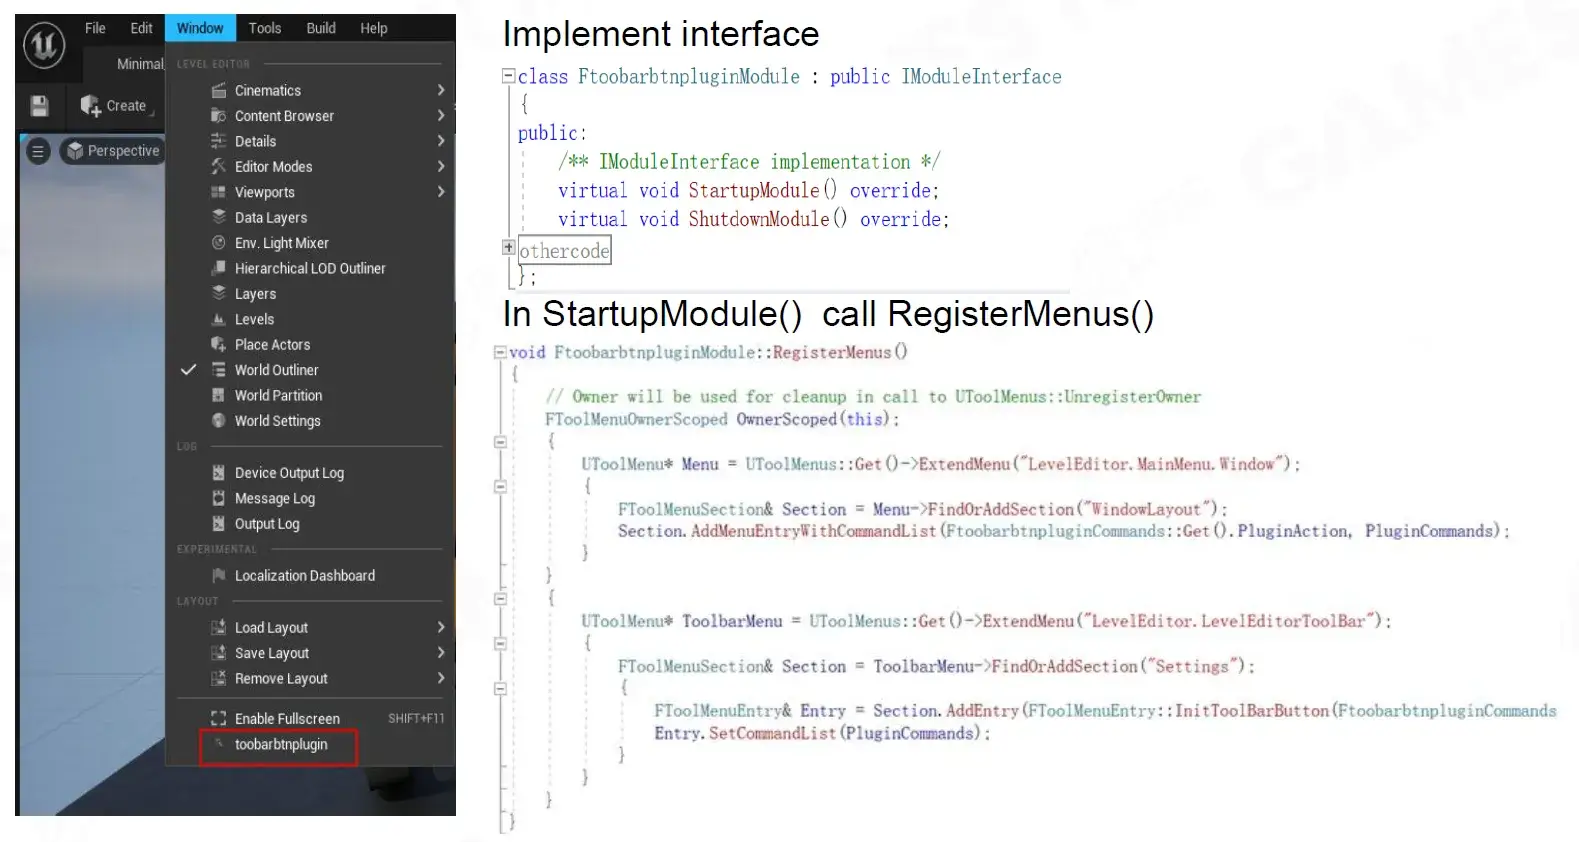 File Edit Window Tools Build Help
Minimal
LEVEL EDITOR
Create
Perspective
Cinematics
Content Browser
Details
Editor Modes
Viewports
Data Layers
Env. Light Mixer
Hierarchical LOD Outliner
Layers
Levels
Place Actors
World Outliner
World Partition
World Settings
LOG
Device Output Log
Message Log
Output Log
EXPERIMENTAL
Localization Dashboard
LAYOUT
Load Layout
Save Layout
Remove Layout
Enable Fullscreen SHIFT+F11
toobarbtnplugin
Implement interface
class FtoobarbtnpluginModule : public IModuleInterface
{
public:
/** IModuleInterface implementation */
virtual void StartupModule() override;
virtual void ShutdownModule() override;
othercode
};
In StartupModule() call RegisterMenus()
void FtoobarbtnpluginModule::RegisterMenus()
{
// Owner will be used for cleanup in call to UToolMenus::UnregisterOwner
FToolMenuOwnerScoped OwnerScoped(this);
{
UToolMenu* Menu = UToolMenus::Get()->ExtendMenu("LevelEditor.MainMenu.Window");
{
FToolMenuSection& Section = Menu->FindOrAddSection("WindowLayout");
Section.AddMenuEntryWithCommandList(FtoobarbtnpluginCommands::Get().PluginAction, PluginCommands);
}
}
{
UToolMenu* ToolbarMenu = UToolMenus::Get()->ExtendMenu("LevelEditor.LevelEditorToolBar");
{
FToolMenuSection& Section = ToolbarMenu->FindOrAddSection("Settings");
{
FToolMenuEntry& Entry = Section.AddEntry(FToolMenuEntry::InitToolBarButton(FtoobarbtnpluginCommands
Entry.SetCommandList(PluginCommands);
}
}
}
}
GAMES